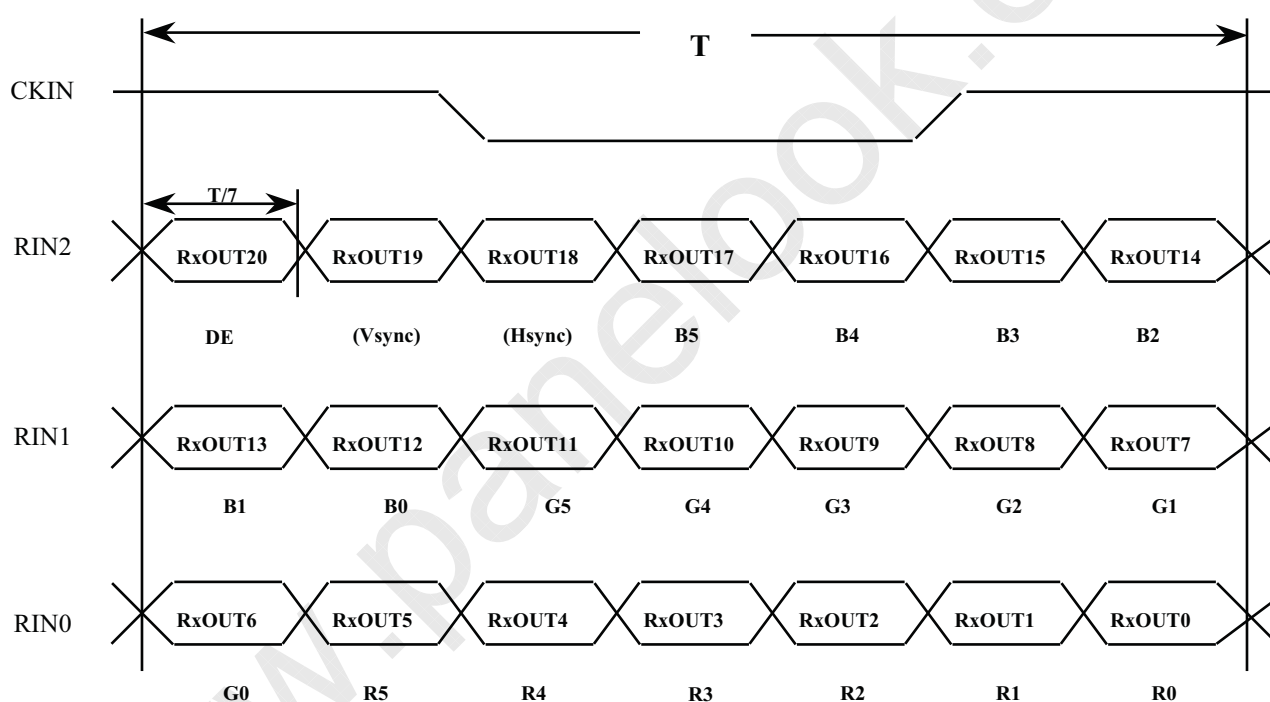 T
CKIN
T/7
RIN2 RxOUT20 RxOUT19 RxOUT18 RxOUT17 RxOUT16 RxOUT15 RxOUT14
DE (Vsync) (Hsync) B5 B4 B3 B2
RIN1 RxOUT13 RxOUT12 RxOUT11 RxOUT10 RxOUT9 RxOUT8 RxOUT7
B1 B0 G5 G4 G3 G2 G1
RIN0 RxOUT6 RxOUT5 RxOUT4 RxOUT3 RxOUT2 RxOUT1 RxOUT0
G0 R5 R4 R3 R2 R1 R0
w.panelook.